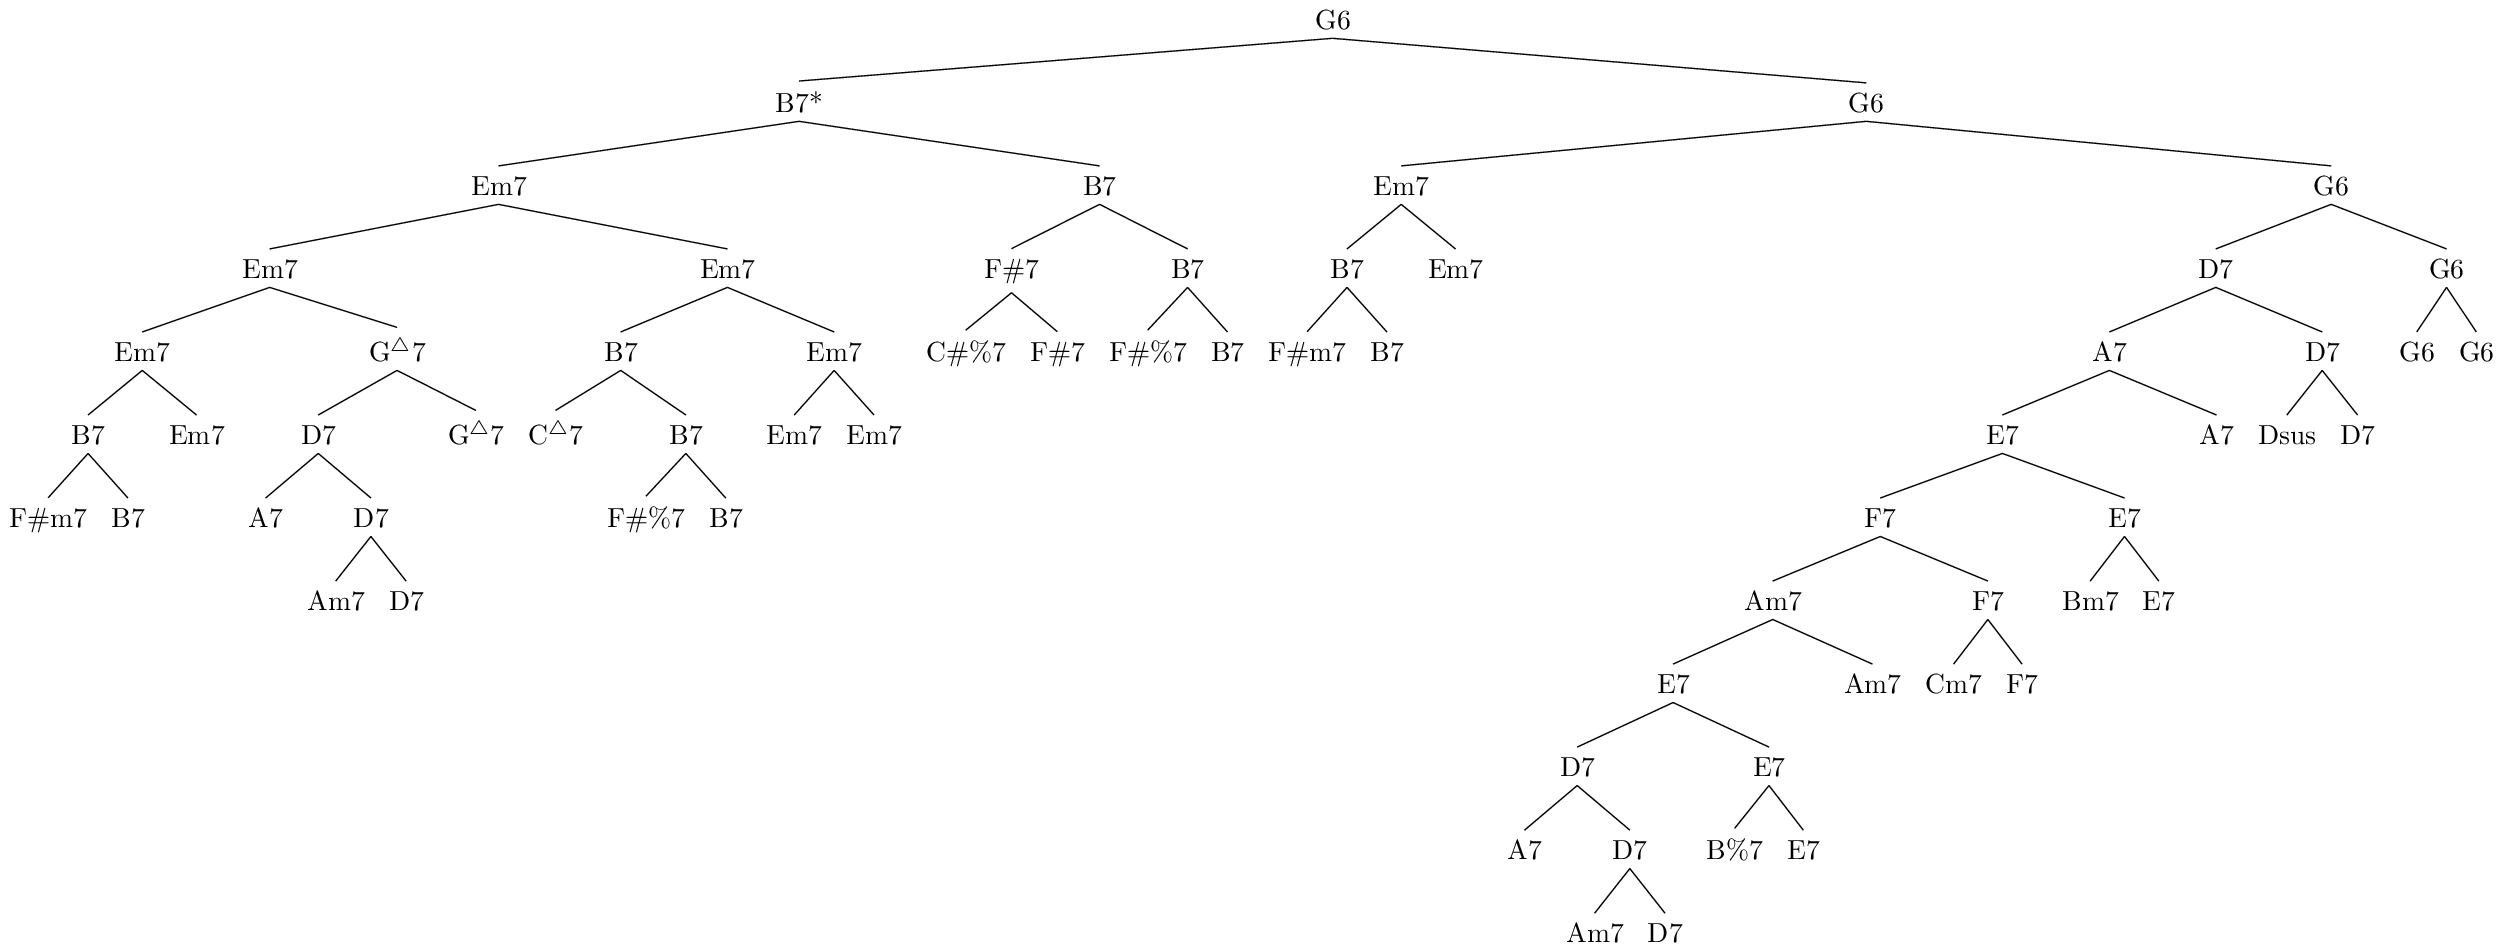 G6
B7* G6
Em7 B7 Em7 G6
Em7 Em7 F#7 B7 B7 Em7 D7 G6
Em7 G△7 B7 Em7 C#%7 F#7 F#%7 B7 F#m7 B7 A7 D7 G6 G6
B7 Em7 D7 G△7 C△7 B7 Em7 Em7 E7 A7 Dsus D7
F#m7 B7 A7 D7 F#%7 B7 F7 E7
Am7 D7 Am7 F7 Bm7 E7
E7 Am7 Cm7 F7
D7 E7
A7 D7 B%7 E7
Am7 D7